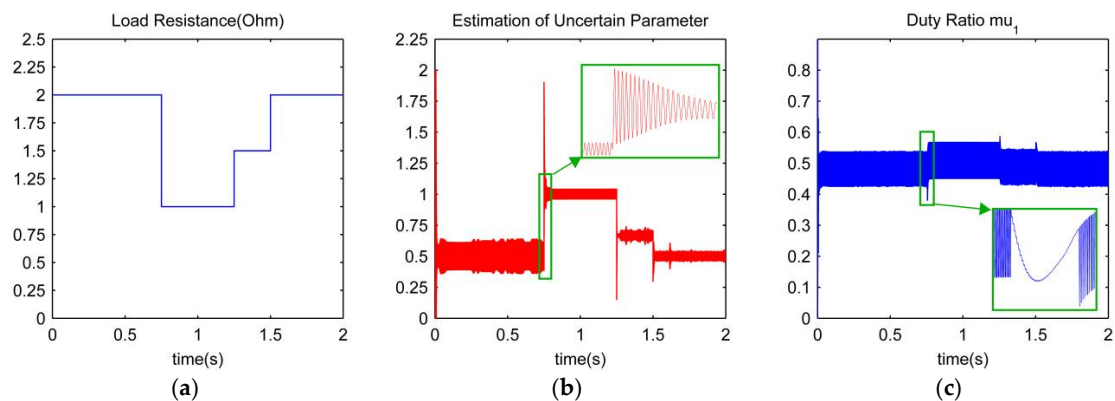 Load Resistance(Ohm)
2.5
2.25
2
1.75
1.5
1.25
1
0.75
0.5
0.25
0
0 0.5 1 1.5 2
time(s)
(a)
Estimation of Uncertain Parameter
2.25
2
1.75
1.5
1.25
1
0.75
0.5
0.25
0
0 0.5 1 1.5 2
time(s)
(b)
Duty Ratio mu1
0.8
0.7
0.6
0.5
0.4
0.3
0.2
0.1
0
0 0.5 1 1.5 2
time(s)
(c)